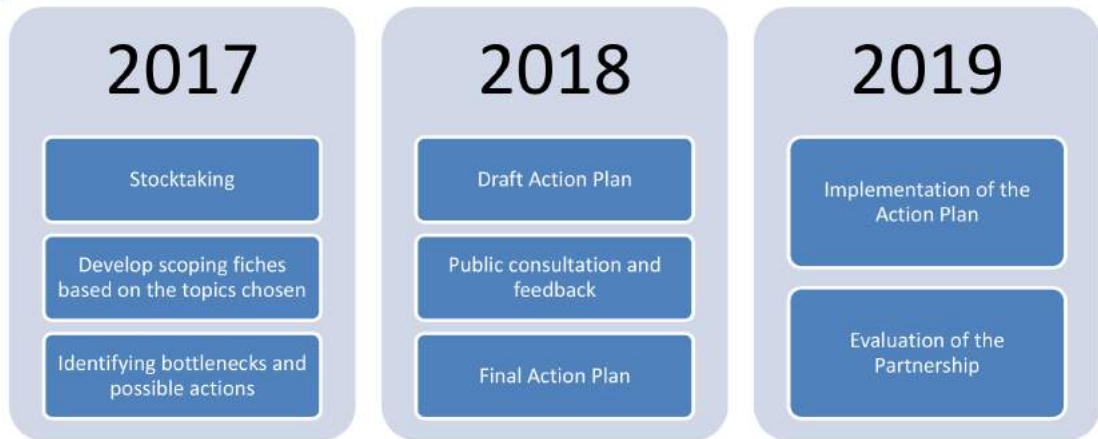 2017
Stocktaking
Develop scoping fiches
based on the topics chosen
Identifying bottlenecks and
possible actions
2018
Draft Action Plan
Public consultation and
feedback
Final Action Plan
2019
Implementation of the
Action Plan
Evaluation of the
Partnership